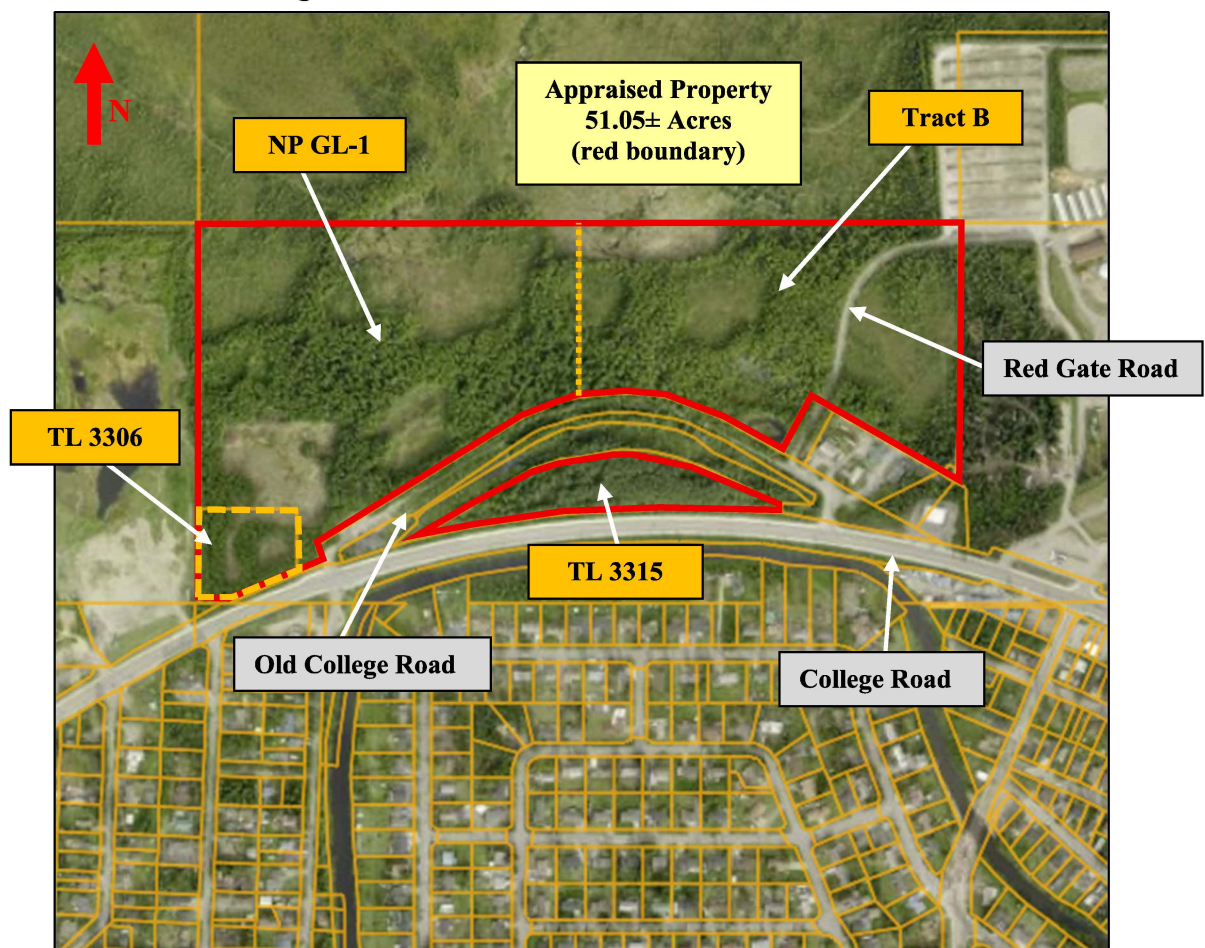 N
Appraised Property
51.05± Acres
(red boundary)
Tract B
NP GL-1
Red Gate Road
TL 3306
TL 3315
Old College Road
College Road